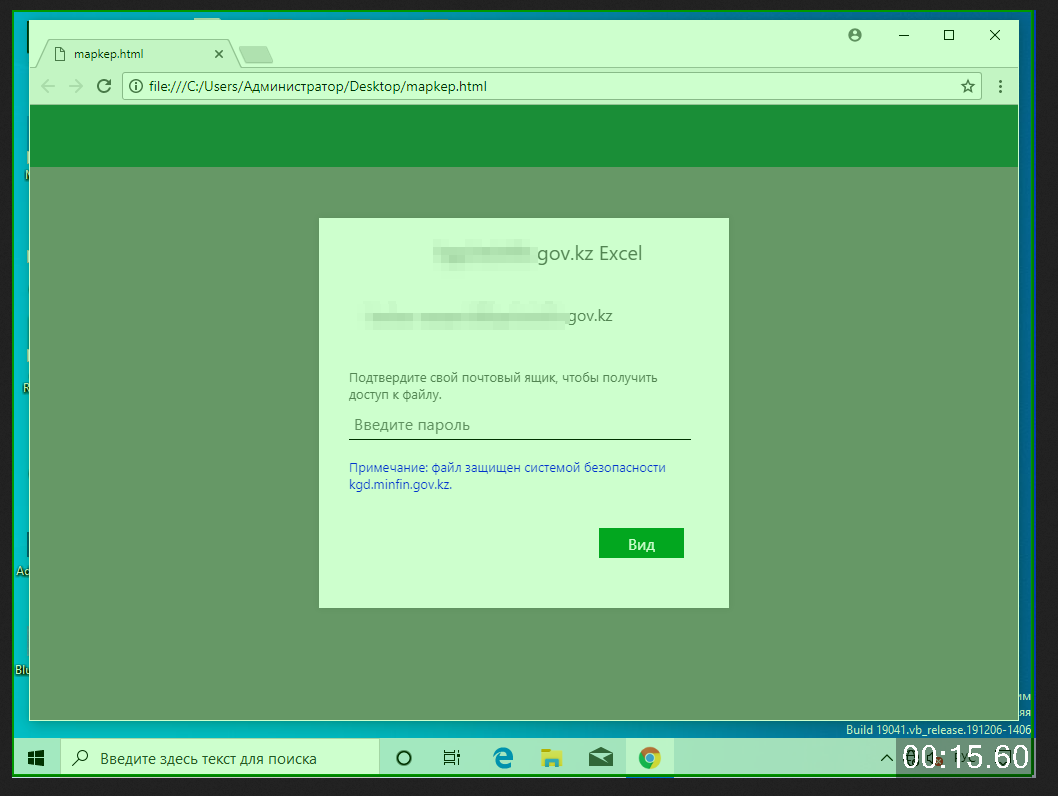 mapkep.html
file:///C:/Users/Администратор/Desktop/mapkep.html
gov.kz Excel
gov.kz
Подтвердите свой почтовый ящик, чтобы получить
доступ к файлу.
Введите пароль
Примечание: файл защищен системой безопасности
kgd.minfin.gov.kz.
Вид
Build 19041.vb_release.191206-1406
Введите здесь текст для поиска
00:15.60